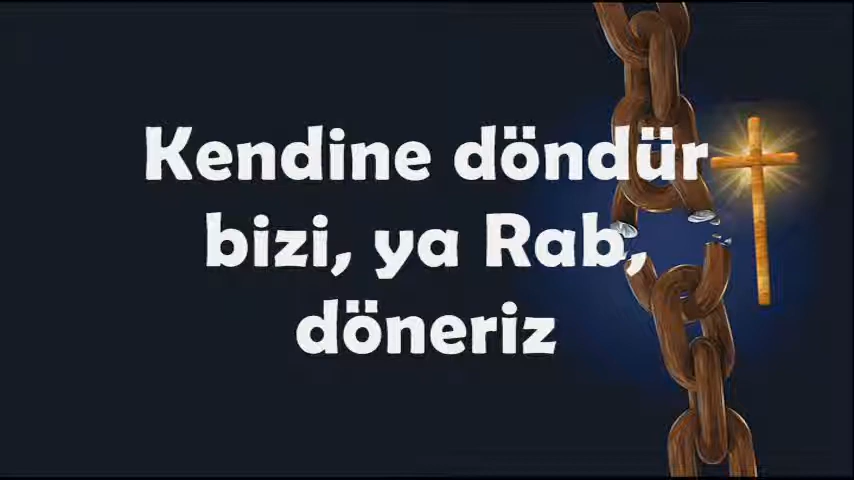 Kendine döndür
bizi, ya Rab,
döneriz